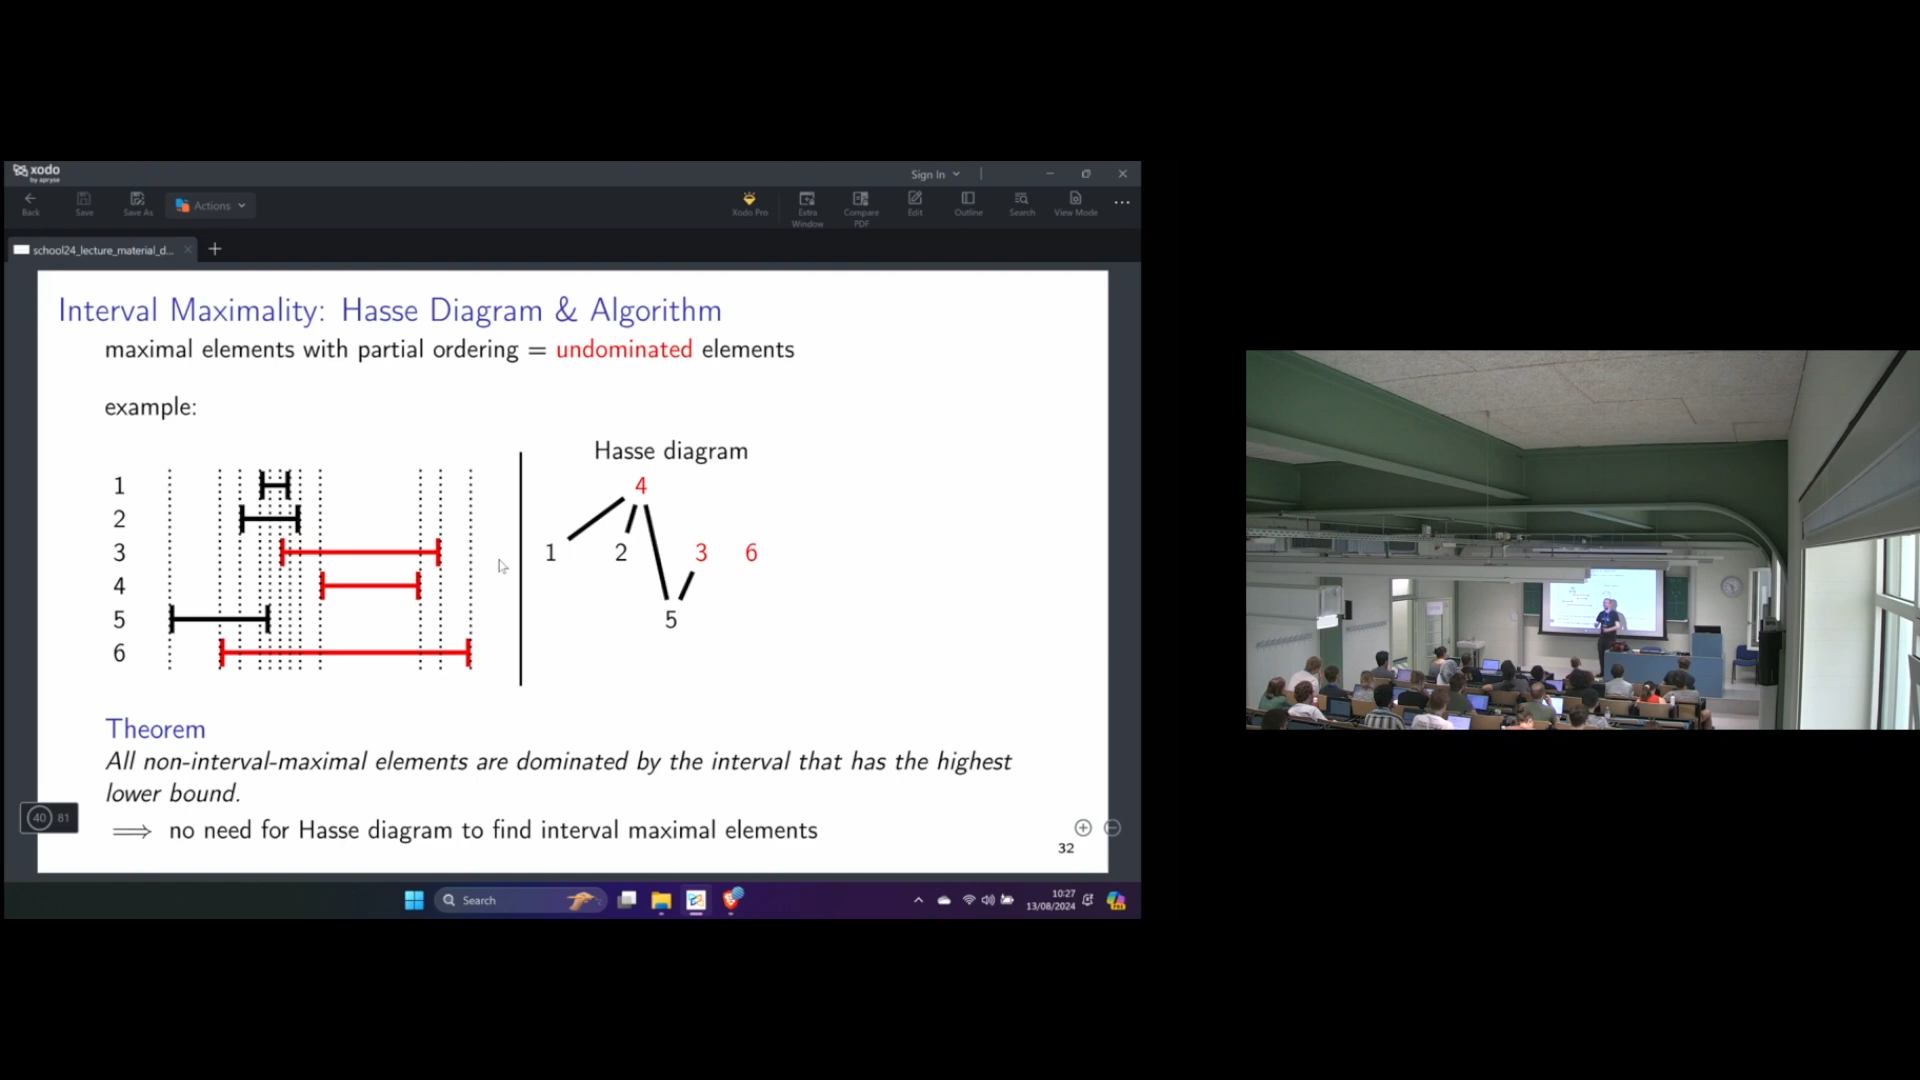 xodo
by apryse
Sign In
Back
Save
Save As
Actions
Xodo Pro
Extra Window
Compare PDF
Edit
Outline
Search
View Mode
school24_lecture_material_d...
Interval Maximality: Hasse Diagram & Algorithm
maximal elements with partial ordering = undominated elements
example:
1
2
3
4
5
6
Hasse diagram
4
1 2 3 6
5
Theorem
All non-interval-maximal elements are dominated by the interval that has the highest
lower bound.
⟹ no need for Hasse diagram to find interval maximal elements
40 81
32
Search
10:27
13/08/2024